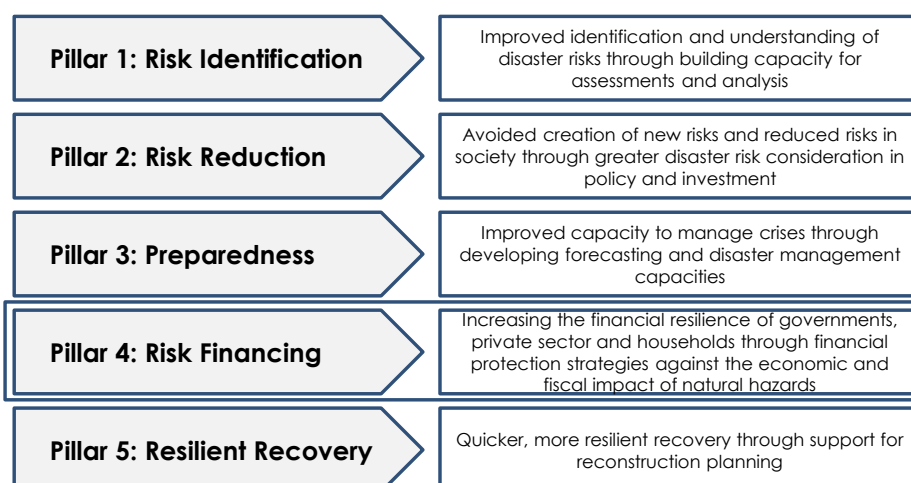 Pillar 1: Risk Identification
Improved identification and understanding of
disaster risks through building capacity for
assessments and analysis
Pillar 2: Risk Reduction
Avoided creation of new risks and reduced risks in
society through greater disaster risk consideration in
policy and investment
Pillar 3: Preparedness
Improved capacity to manage crises through
developing forecasting and disaster management
capacities
Pillar 4: Risk Financing
Increasing the financial resilience of governments,
private sector and households through financial
protection strategies against the economic and
fiscal impact of natural hazards
Pillar 5: Resilient Recovery
Quicker, more resilient recovery through support for
reconstruction planning